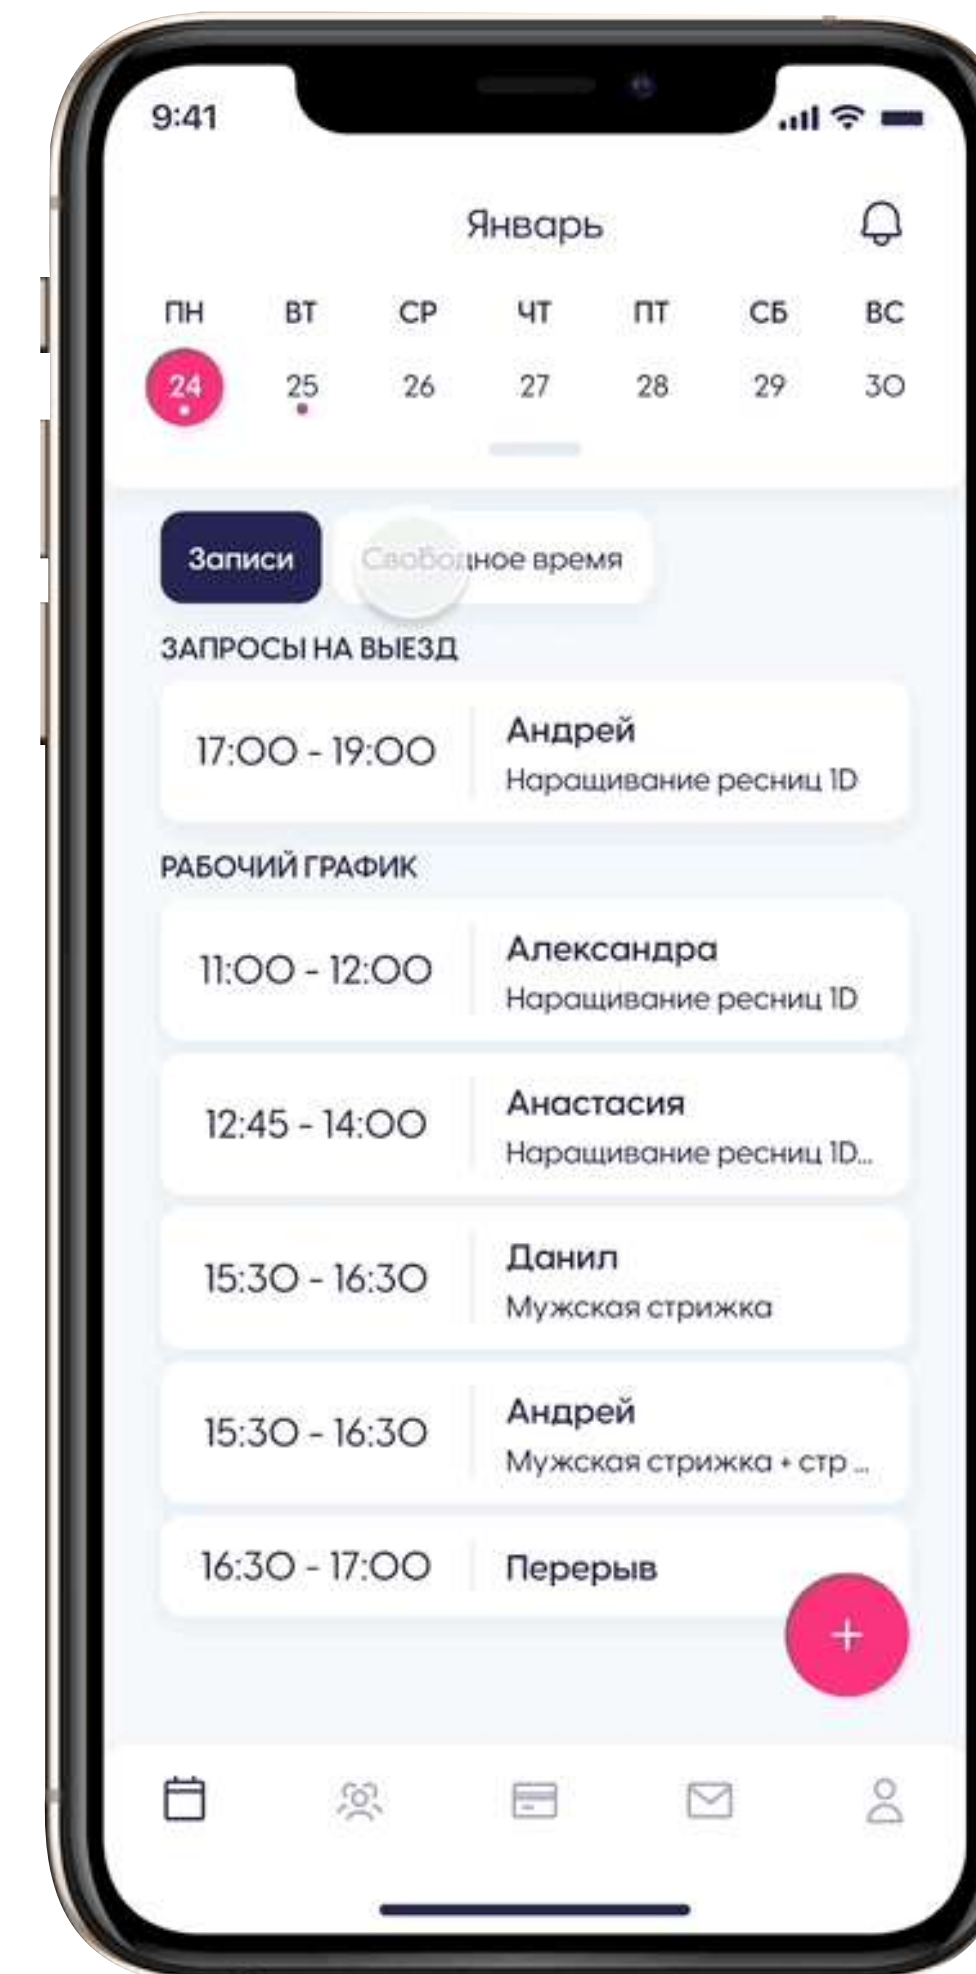 9:41
Январь
ПН ВТ СР ЧТ ПТ СБ ВС
24 25 26 27 28 29 30
Записи Свободное время
ЗАПРОСЫ НА ВЫЕЗД
17:00 - 19:00
Андрей
Наращивание ресниц 1D
РАБОЧИЙ ГРАФИК
11:00 - 12:00
Александра
Наращивание ресниц 1D
12:45 - 14:00
Анастасия
Наращивание ресниц 1D...
15:30 - 16:30
Данил
Мужская стрижка
15:30 - 16:30
Андрей
Мужская стрижка + стр ...
16:30 - 17:00
Перерыв
+